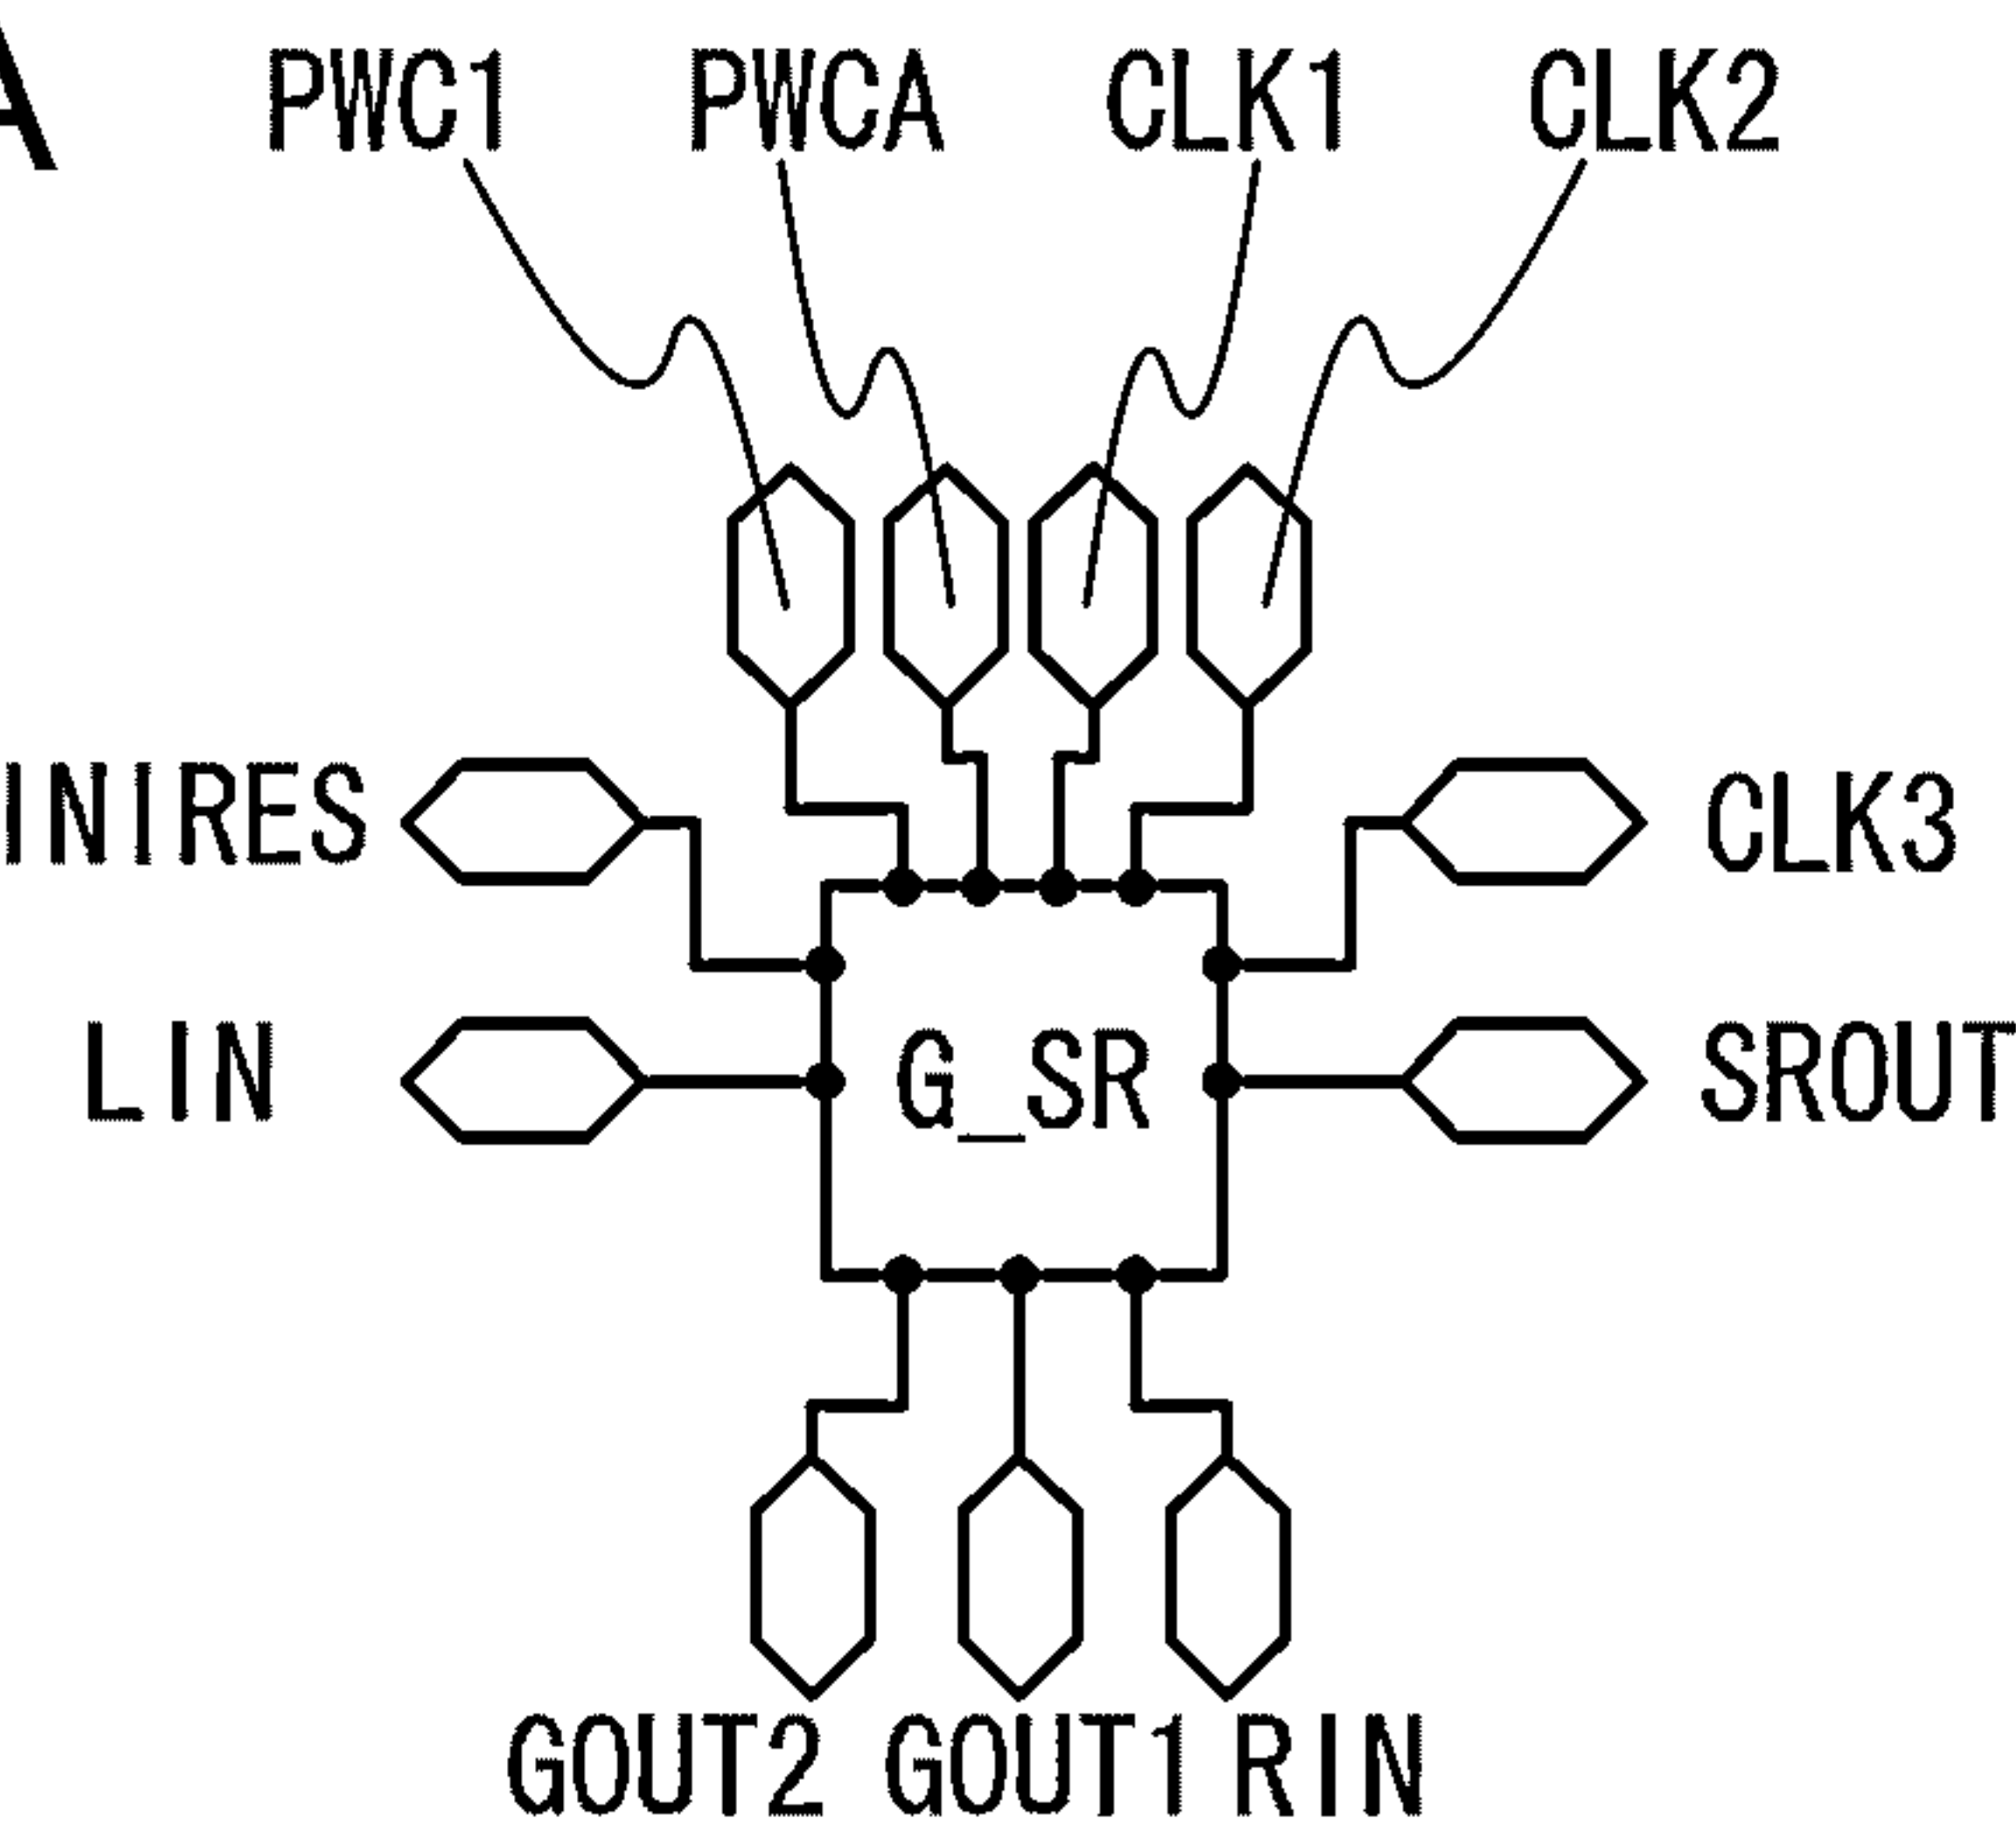 A
PWC1 PWCA CLK1 CLK2
INIRES CLK3
LIN G_SR SROUT
GOUT2 GOUT1 RIN